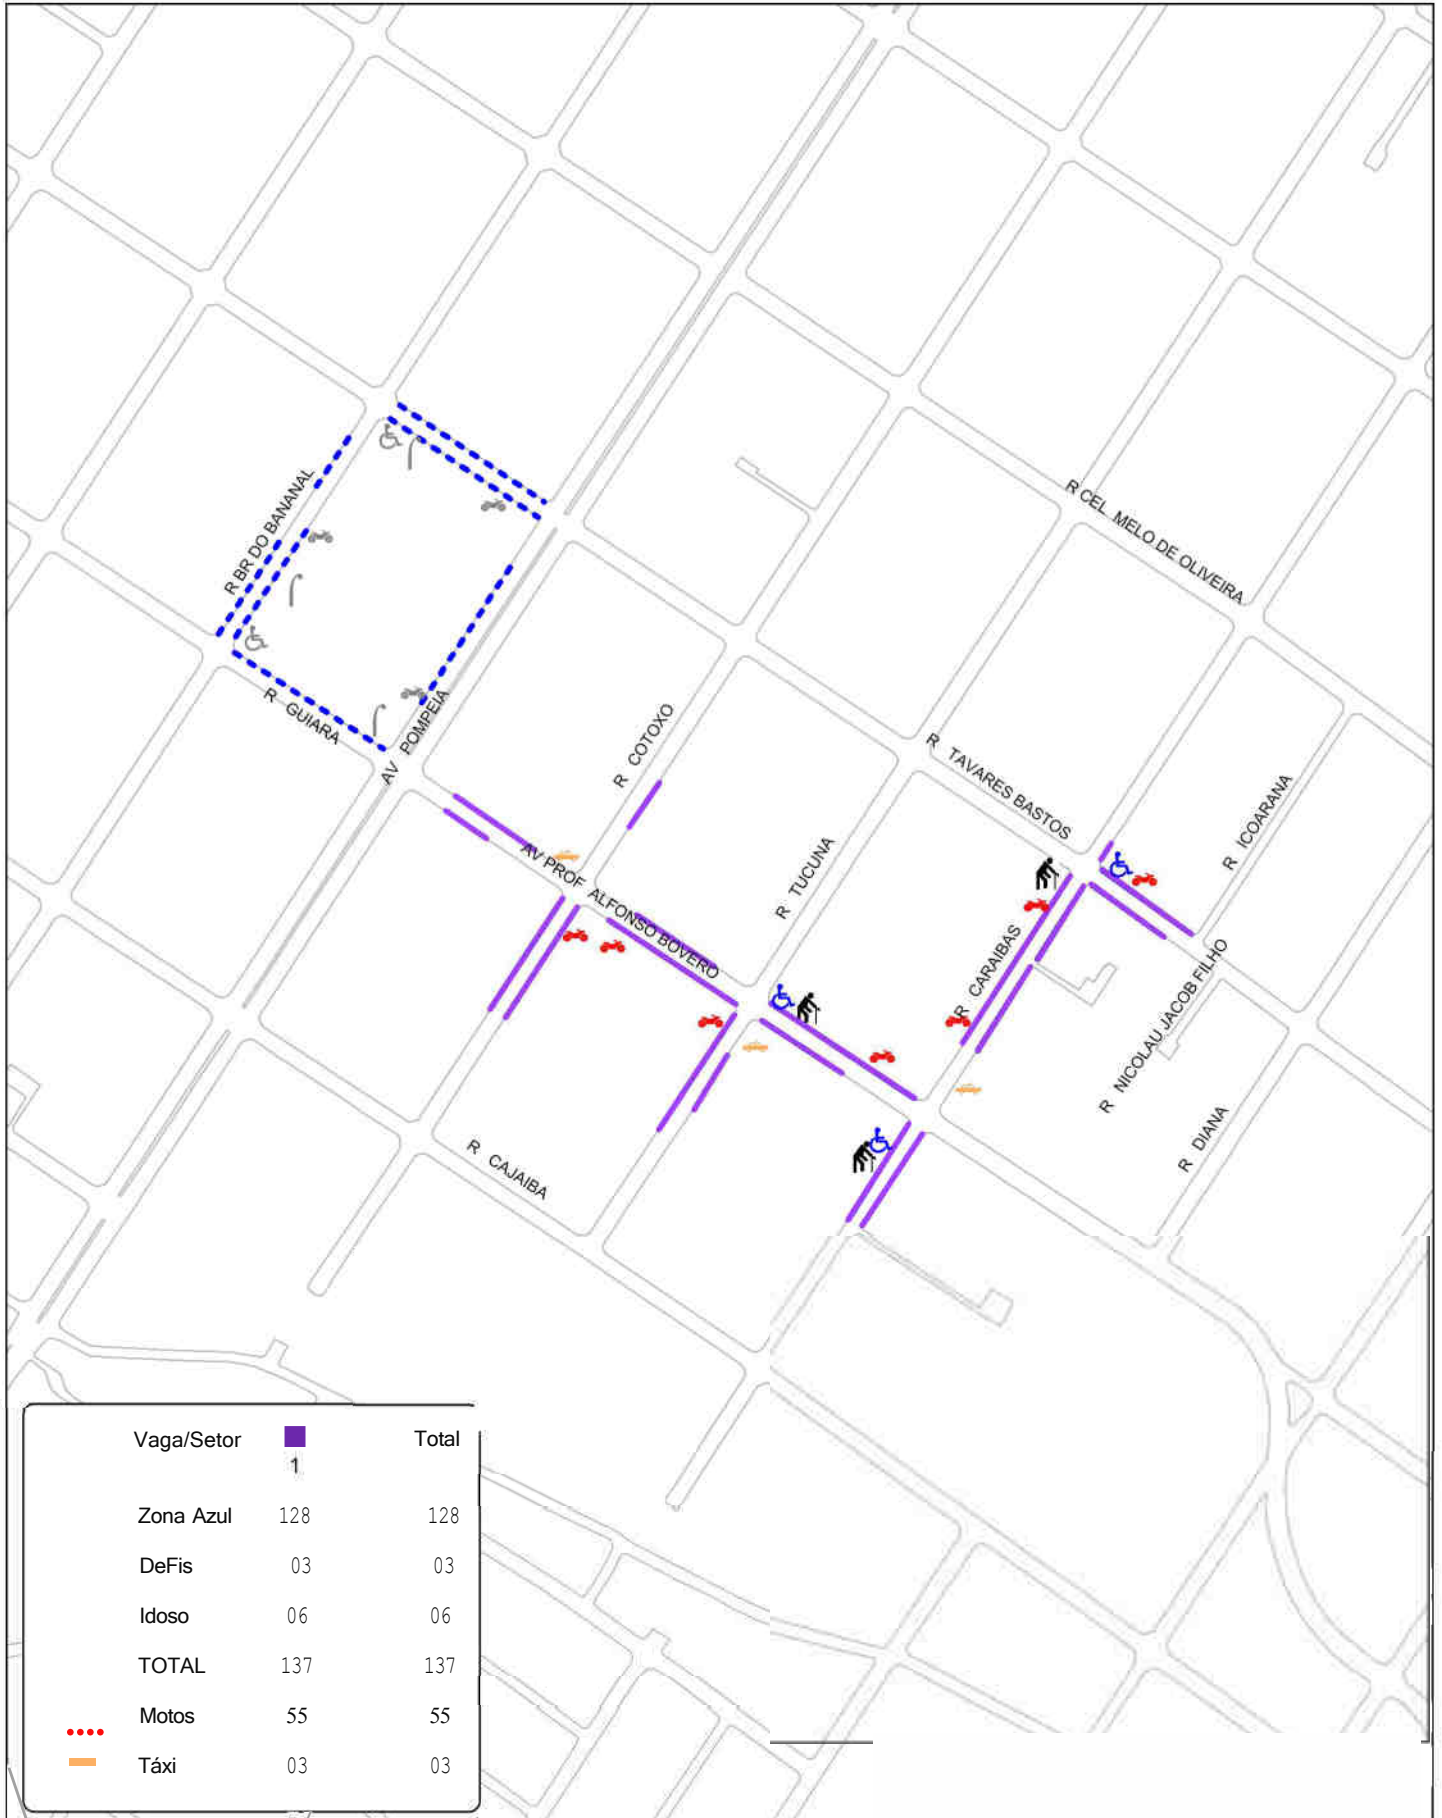 R BR DO BANANAL
R CEL MELO DE OLIVEIRA
R GUIARA
AV POMPEIA
R COTOXO
R TAVARES BASTOS
R ICOARANA
AV PROF ALFONSO BOVERO
R TUCUNA
R CARAIBAS
R NICOLAU JACOB FILHO
R DIANA
R CAJAIBA
Vaga/Setor 1 Total
Zona Azul 128 128
DeFis 03 03
Idoso 06 06
TOTAL 137 137
Motos 55 55
Táxi 03 03